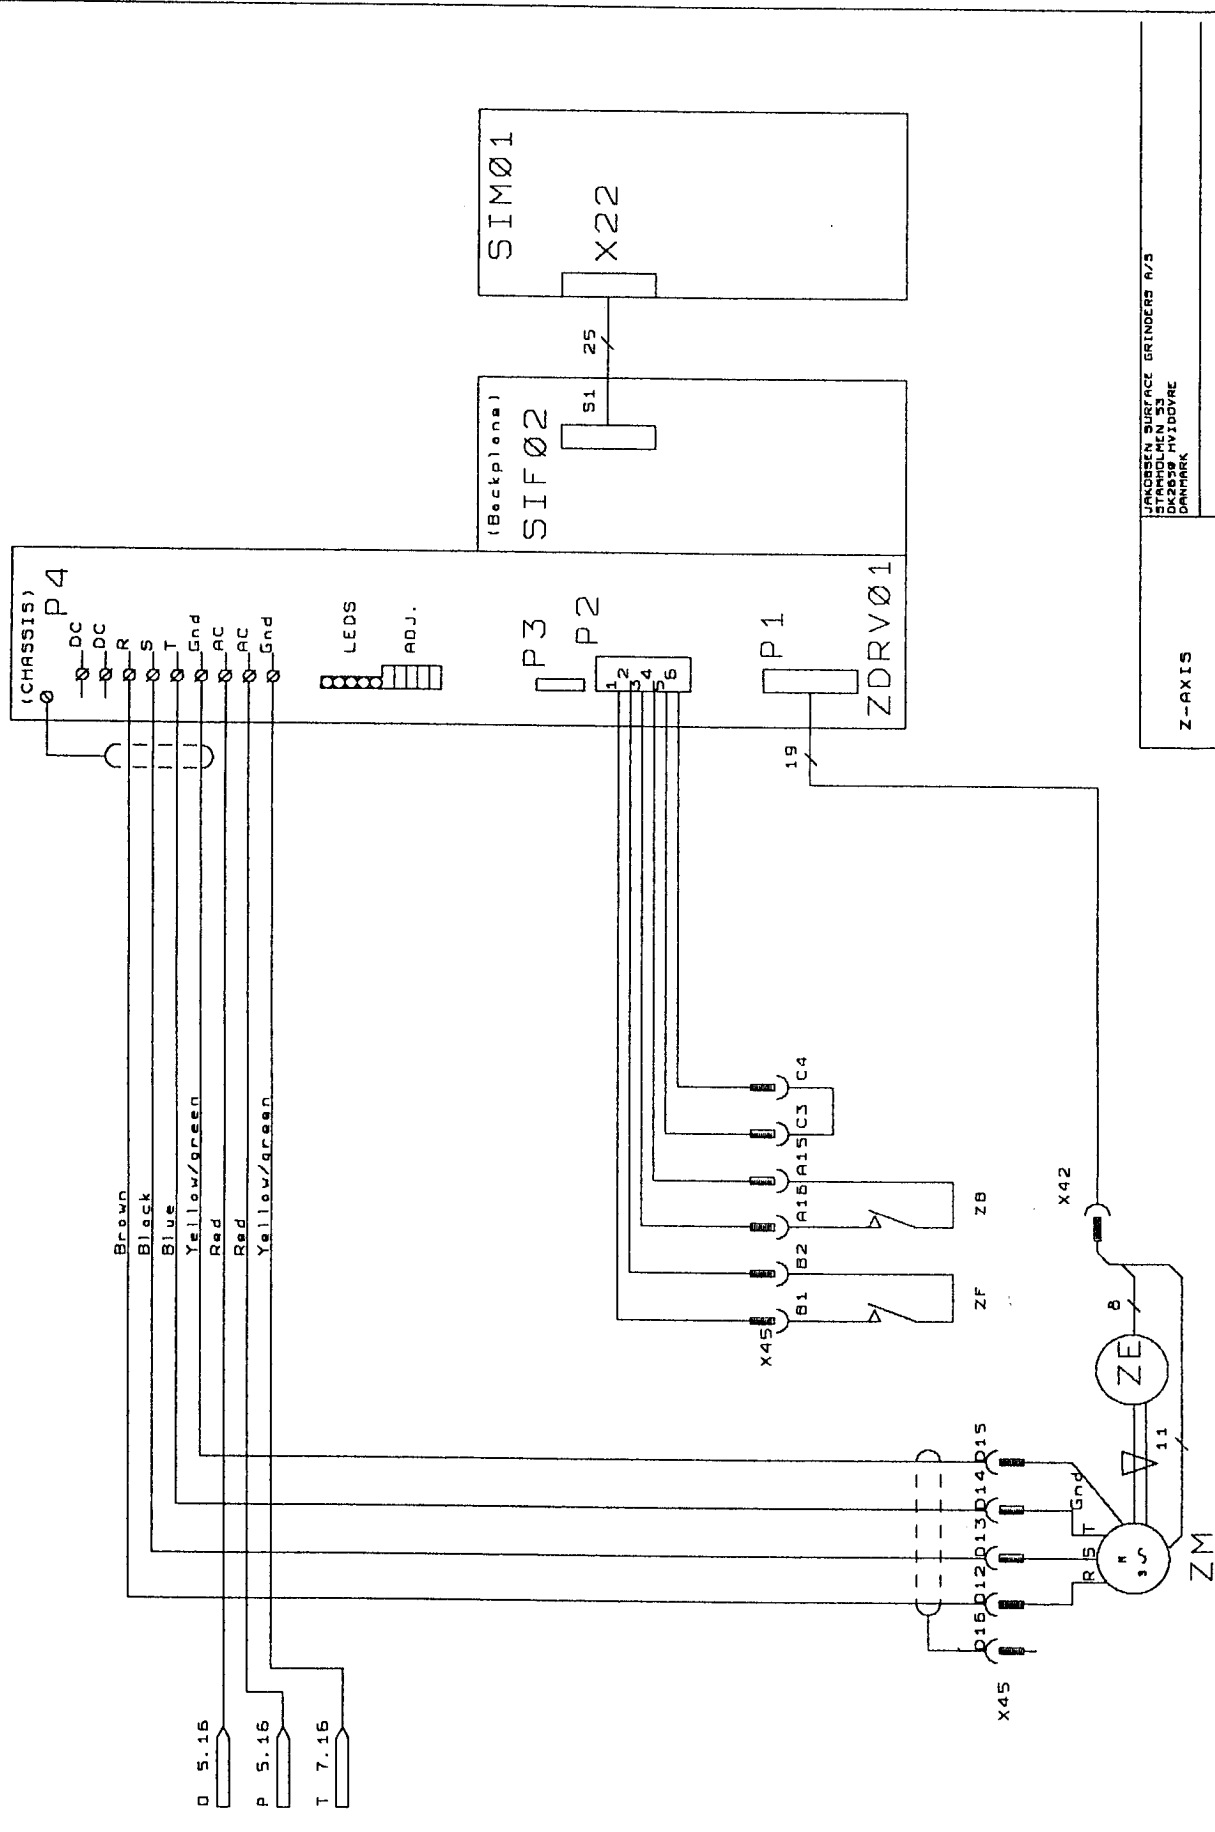 (CHASSIS)
P4
DC
DC
R
S
T
Gnd
AC
AC
Gnd
Brown
Black
Blue
Yellow/green
Red
Red
Yellow/green
O 5.16
P 5.16
T 7.16
LEDS
ADJ.
P3
P2
1
2
3
4
5
6
P1
ZDRVØ1
(Backplane)
SIFØ2
S1
25
SIMØ1
X22
19
X45
B1
B2
A16
A15
C3
C4
ZF
ZB
X42
8
ZE
11
X45
D16
D12
D13
D14
D15
R
S
T
Gnd
M
3
ZM
Z-AXIS
JAKOBSEN SURFACE GRINDERS A/S
STAMHOLMEN 53
DK2650 HVIDOVRE
DANMARK